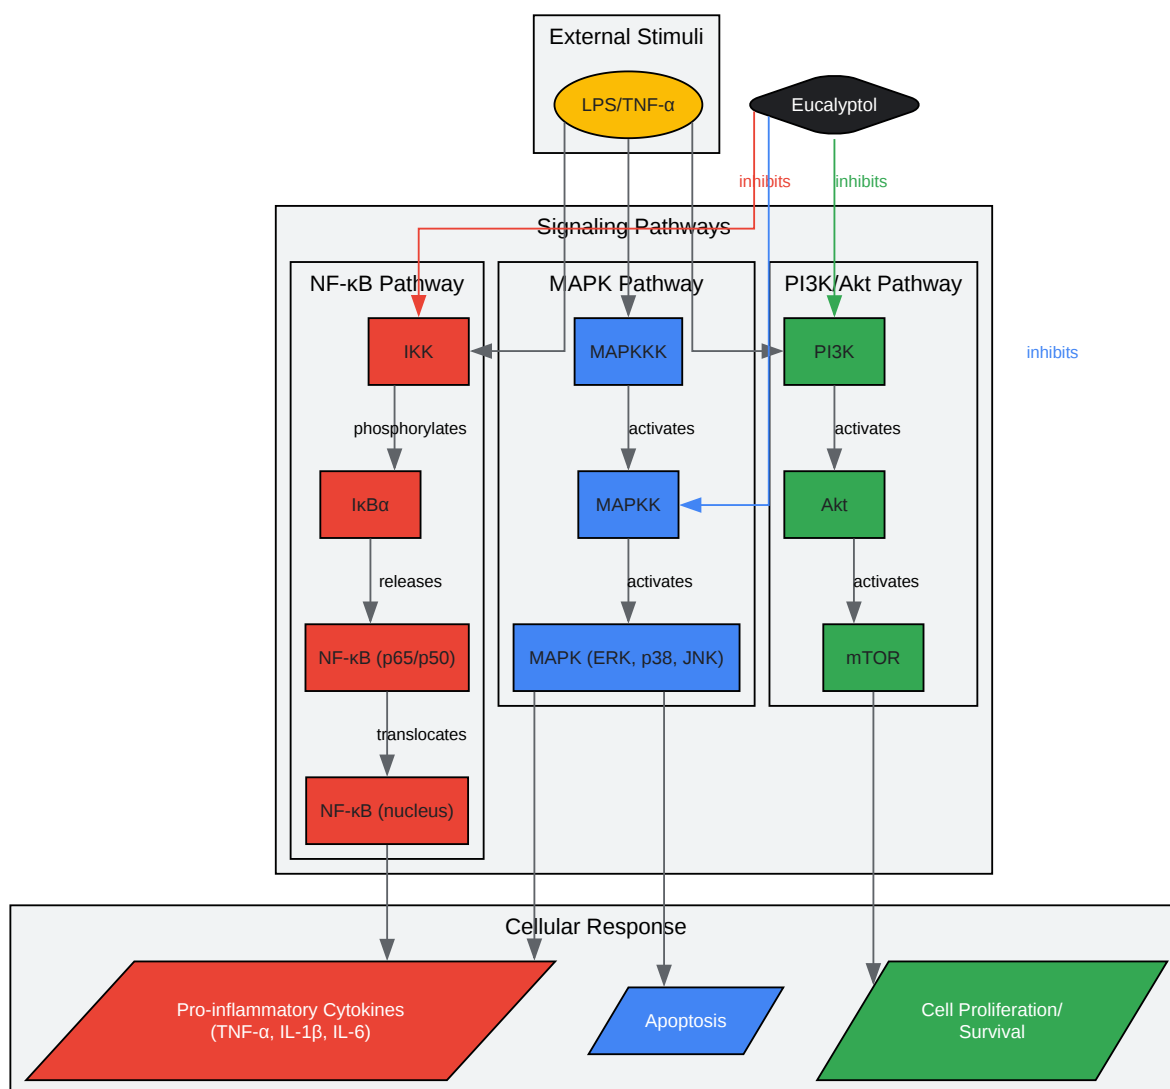 External Stimuli
LPS/TNF-α
Eucalyptol
inhibits
inhibits
Signaling Pathways
NF-κB Pathway
MAPK Pathway
PI3K/Akt Pathway
IKK
MAPKKK
PI3K
inhibits
phosphorylates
activates
activates
IκBα
MAPKK
Akt
releases
activates
activates
NF-κB (p65/p50)
MAPK (ERK, p38, JNK)
mTOR
translocates
NF-κB (nucleus)
Cellular Response
Pro-inflammatory Cytokines
(TNF-α, IL-1β, IL-6)
Apoptosis
Cell Proliferation/
Survival